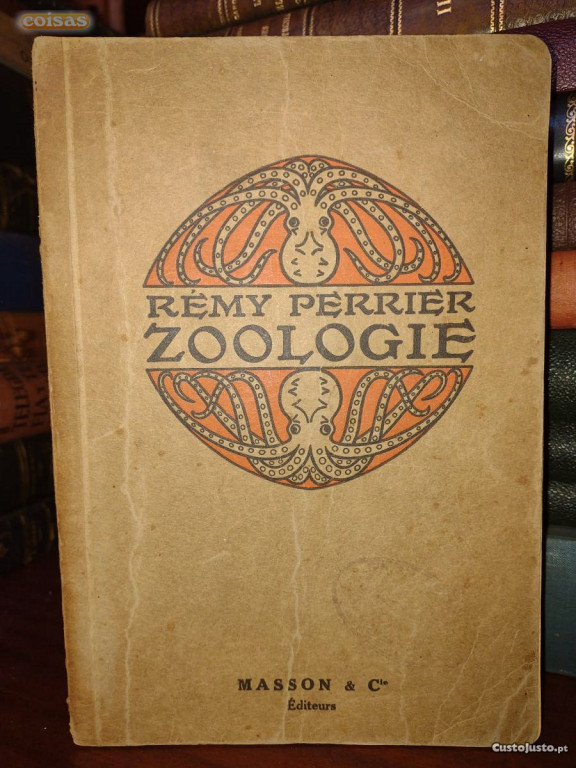 coisas
RÉMY PERRIER
ZOOLOGIE
MASSON & Cie
Éditeurs
CustoJusto.pt